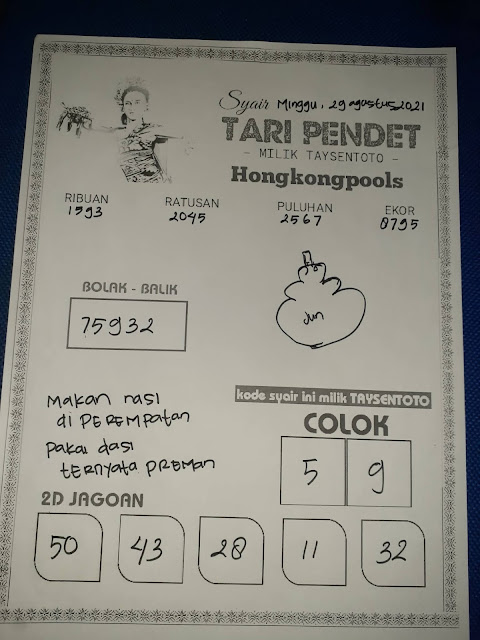 Syair Minggu, 29 agustus 2021
TARI PENDET
- MILIK TAYSENTOTO -
Hongkongpools
RIBUAN RATUSAN PULUHAN EKOR
1593 2045 2567 8795
BOLAK - BALIK
75932
Jun
kode syair ini milik TAYSENTOTO
makan nasi
di PEREMPATAN
pakai dasi
TERNYATA PREMAN
COLOK
5 9
2D JAGOAN
50 43 28 11 32